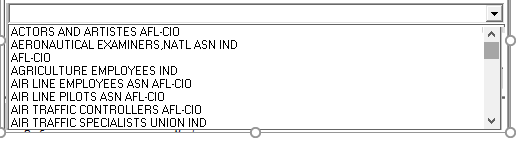 ACTORS AND ARTISTES AFL-CIO
AERONAUTICAL EXAMINERS,NATL ASN IND
AFL-CIO
AGRICULTURE EMPLOYEES IND
AIR LINE EMPLOYEES ASN AFL-CIO
AIR LINE PILOTS ASN AFL-CIO
AIR TRAFFIC CONTROLLERS AFL-CIO
AIR TRAFFIC SPECIALISTS UNION IND